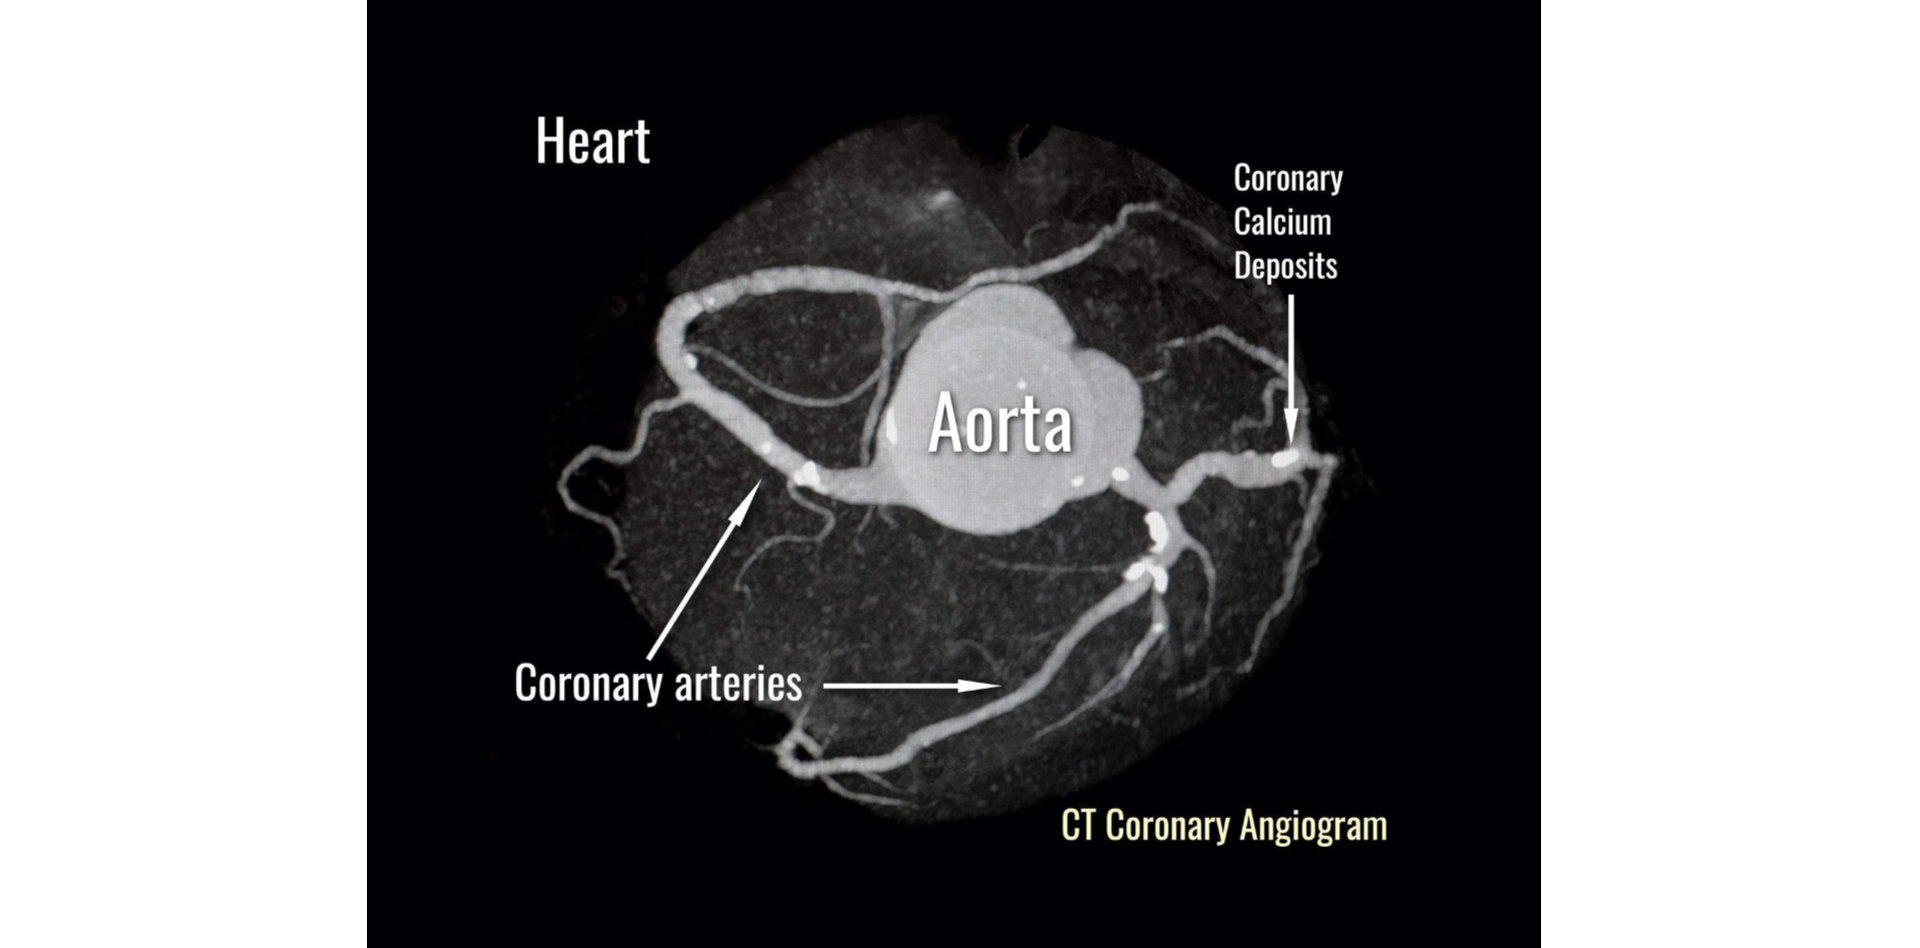 Heart
Coronary
Calcium
Deposits
Aorta
Coronary arteries
CT Coronary Angiogram